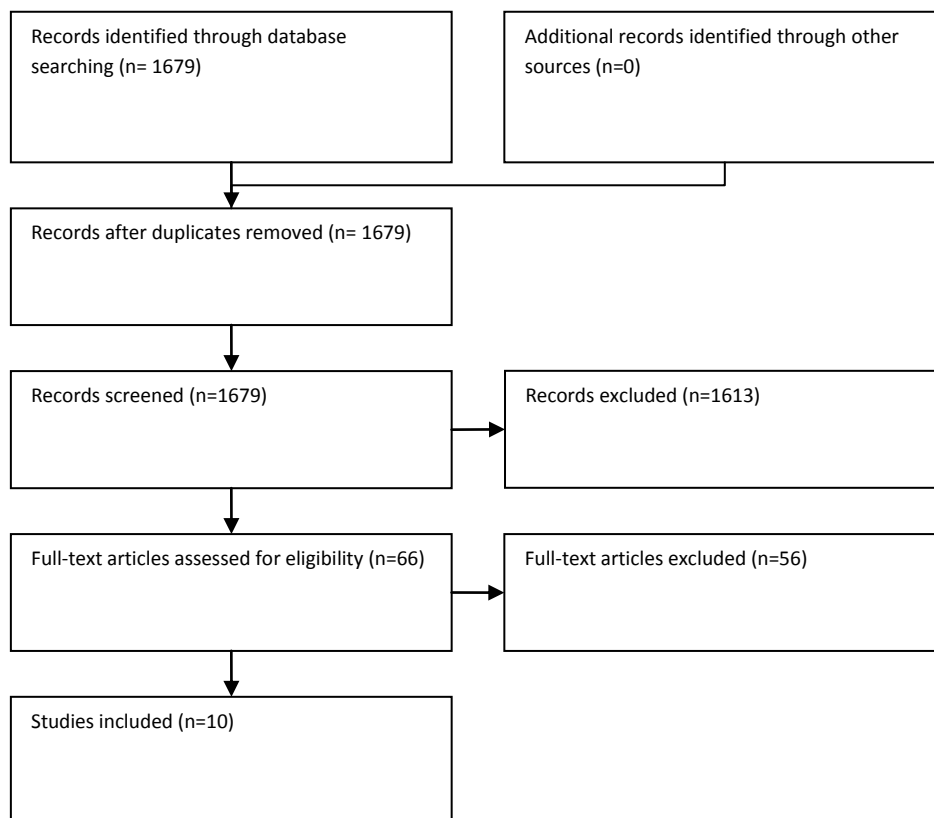 Records identified through database
searching (n= 1679)
Additional records identified through other
sources (n=0)
Records after duplicates removed (n= 1679)
Records screened (n=1679)
Records excluded (n=1613)
Full-text articles assessed for eligibility (n=66)
Full-text articles excluded (n=56)
Studies included (n=10)